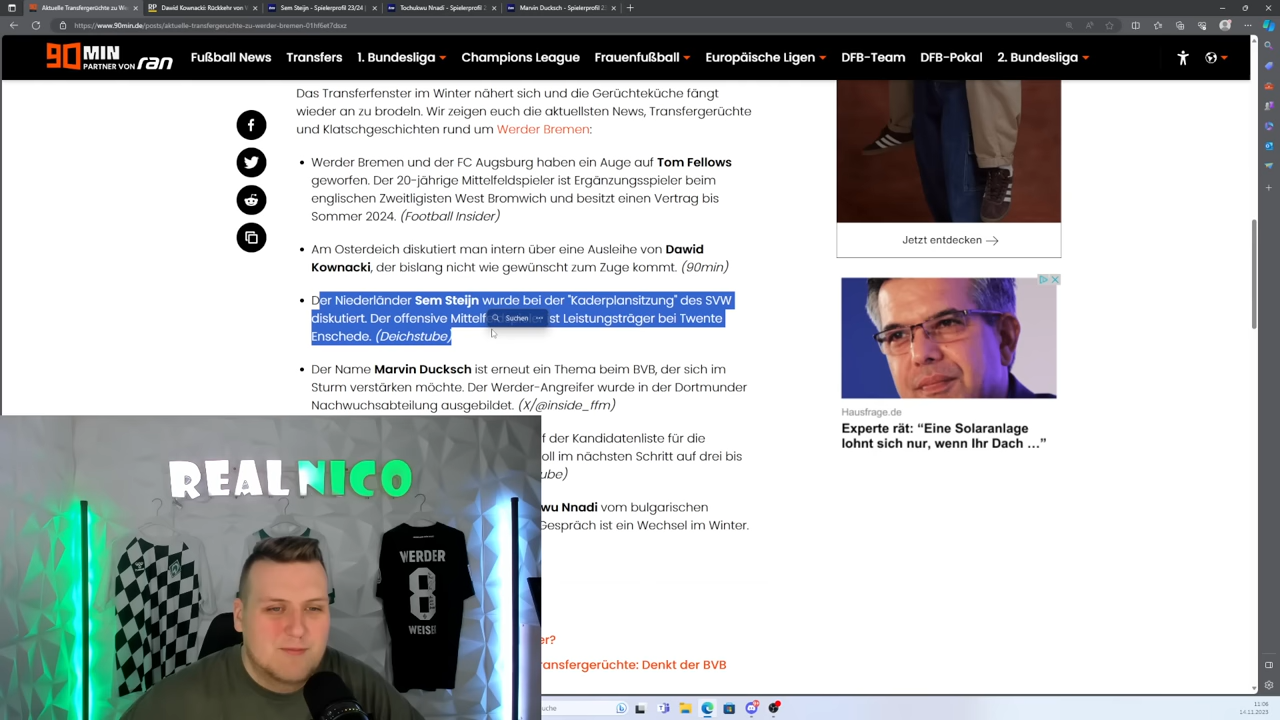 Aktuelle Transfergerüchte zu We
Dawid Kownacki: Rückkehr von
Sem Steijn - Spielerprofil 23/24 |
Tochukwu Nnadi - Spielerprofil 2
Marvin Ducksch - Spielerprofil 23
https://www.90min.de/posts/aktuelle-transfergeruchte-zu-werder-bremen-01hf6et7dsxz
90MIN
PARTNER VON ran
Fußball News
Transfers
1. Bundesliga
Champions League
Frauenfußball
Europäische Ligen
DFB-Team
DFB-Pokal
2. Bundesliga
Das Transferfenster im Winter nähert sich und die Gerüchteküche fängt
wieder an zu brodeln. Wir zeigen euch die aktuellsten News, Transfergerüchte
und Klatschgeschichten rund um Werder Bremen:
Werder Bremen und der FC Augsburg haben ein Auge auf Tom Fellows
geworfen. Der 20-jährige Mittelfeldspieler ist Ergänzungsspieler beim
englischen Zweitligisten West Bromwich und besitzt einen Vertrag bis
Sommer 2024. (Football Insider)
Am Osterdeich diskutiert man intern über eine Ausleihe von Dawid
Kownacki, der bislang nicht wie gewünscht zum Zuge kommt. (90min)
Der Niederländer Sem Steijn wurde bei der "Kaderplansitzung" des SVW
diskutiert. Der offensive Mittelf st Leistungsträger bei Twente
Suchen
Enschede. (Deichstube)
Der Name Marvin Ducksch ist erneut ein Thema beim BVB, der sich im
Sturm verstärken möchte. Der Werder-Angreifer wurde in der Dortmunder
Nachwuchsabteilung ausgebildet. (X/@inside_ffm)
f der Kandidatenliste für die
oll im nächsten Schritt auf drei bis
ube)
wu Nnadi vom bulgarischen
Gespräch ist ein Wechsel im Winter.
er?
ransfergerüchte: Denkt der BVB
Jetzt entdecken
Hausfrage.de
Experte rät: “Eine Solaranlage
lohnt sich nur, wenn Ihr Dach …”
REALNICO
WERDER
8
WEISER
uche
11:06
14.11.2023